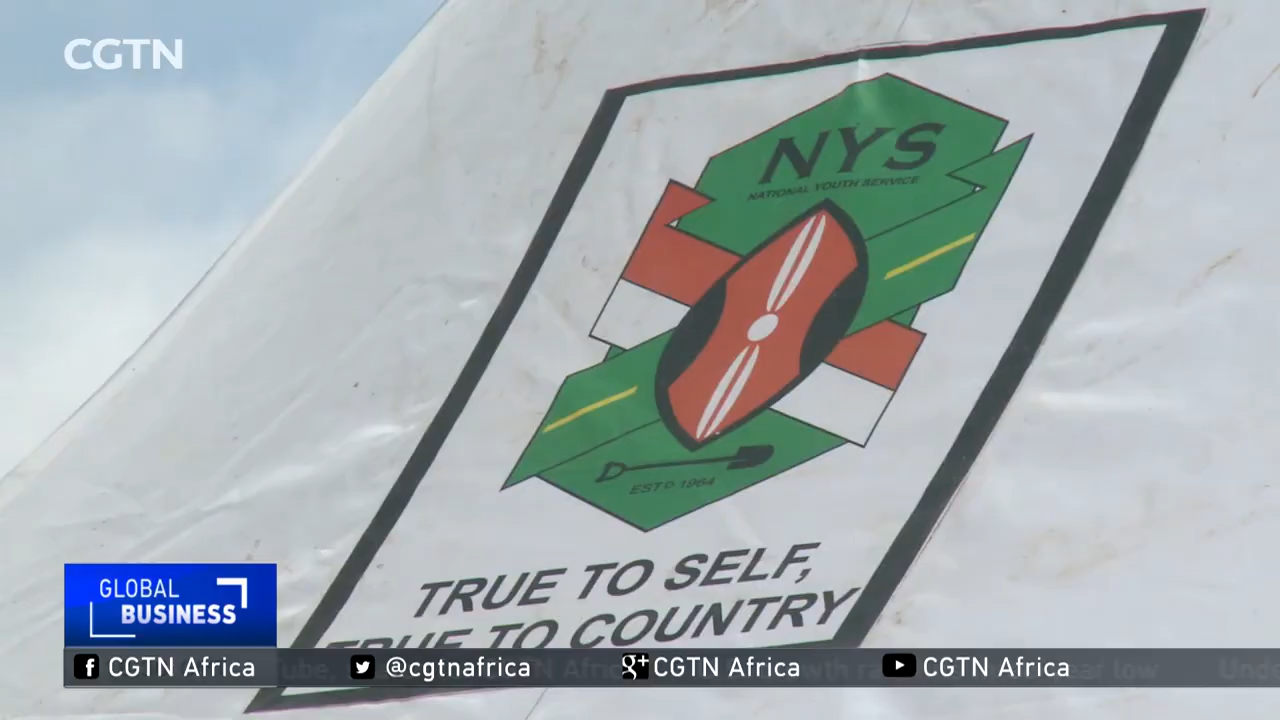 CGTN
NYS
NATIONAL YOUTH SERVICE
ESTD 1964
TRUE TO SELF,
TRUE TO COUNTRY
GLOBAL
BUSINESS
CGTN Africa
@cgtnafrica
CGTN Africa
CGTN Africa